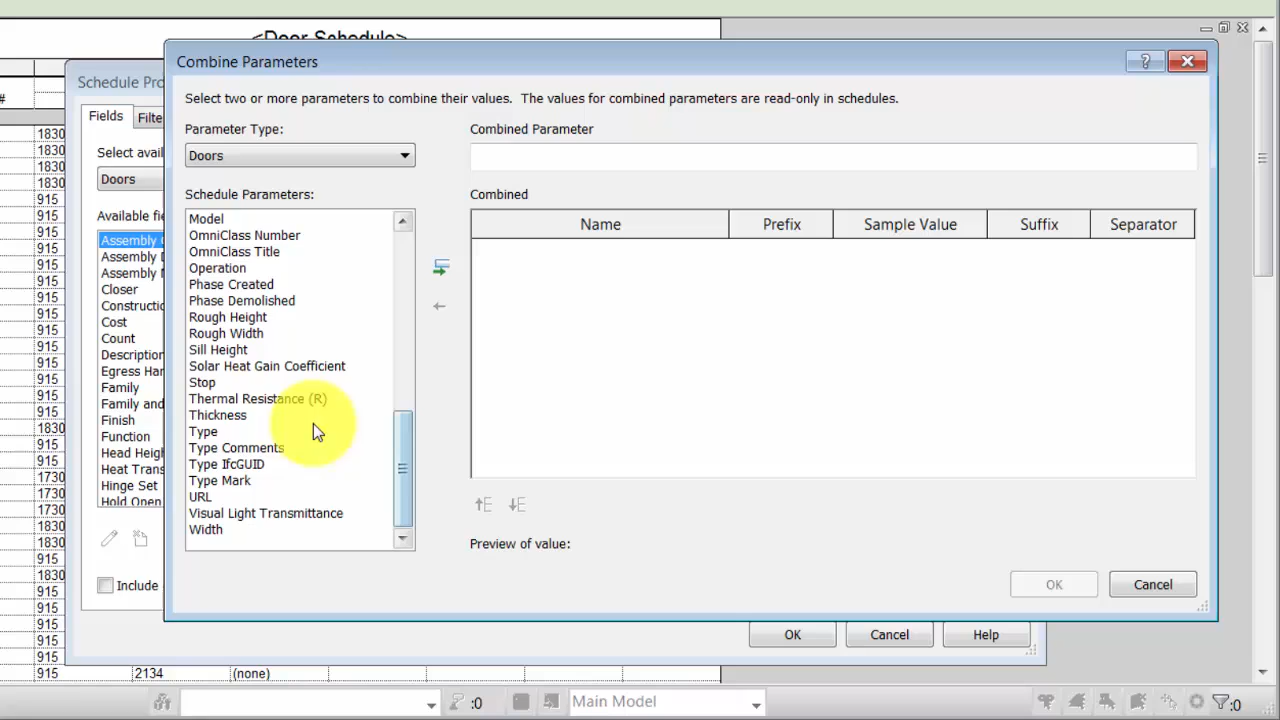 <Door Schedule>
Combine Parameters
?
Schedule Pro
Select two or more parameters to combine their values. The values for combined parameters are read-only in schedules.
#
Fields
Filte
Parameter Type:
Combined Parameter
Select avail
Doors
Doors
Schedule Parameters:
Combined
Available fie
Model
OmniClass Number
OmniClass Title
Operation
Phase Created
Phase Demolished
Rough Height
Rough Width
Sill Height
Solar Heat Gain Coefficient
Stop
Thermal Resistance (R)
Thickness
Type
Type Comments
Type IfcGUID
Type Mark
URL
Visual Light Transmittance
Width
Name
Prefix
Sample Value
Suffix
Separator
Assembly
Assembly D
Assembly N
Closer
Constructio
Cost
Count
Description
Egress Har
Family
Family and
Finish
Function
Head Heigh
Heat Trans
Hinge Set
Hold Open
1830
1830
1830
1830
915
915
915
915
915
915
915
915
915
915
915
915
915
915
1830
915
915
1730
1730
1730
1830
1830
915
1830
915
915
915
915
915
915 2134 (none)
Preview of value:
OK
Cancel
Include
OK
Cancel
Help
:0
Main Model
:0